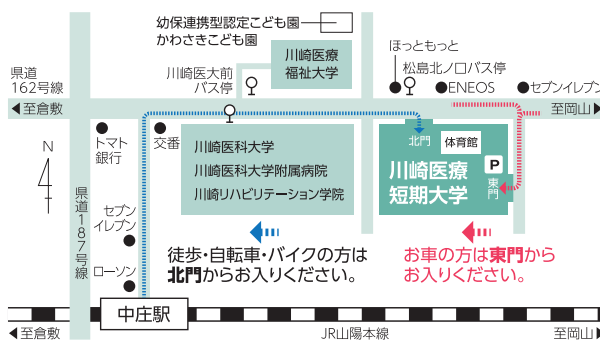 幼保連携型認定こども園
かわさきこども園
川崎医療
福祉大学
ほっともっと
県道
162号線
川崎医大前
バス停
松島北ノ口バス停
ENEOS
セブンイレブン
至倉敷
至岡山
N
トマト
銀行
交番
川崎医科大学
川崎医科大学附属病院
川崎リハビリテーション学院
北門
体育館
P
川崎医療
短期大学
東門
県道187号線
セブン
イレブン
ローソン
徒歩・自転車・バイクの方は
北門からお入りください。
お車の方は東門から
お入りください。
中庄駅
至倉敷
JR山陽本線
至岡山